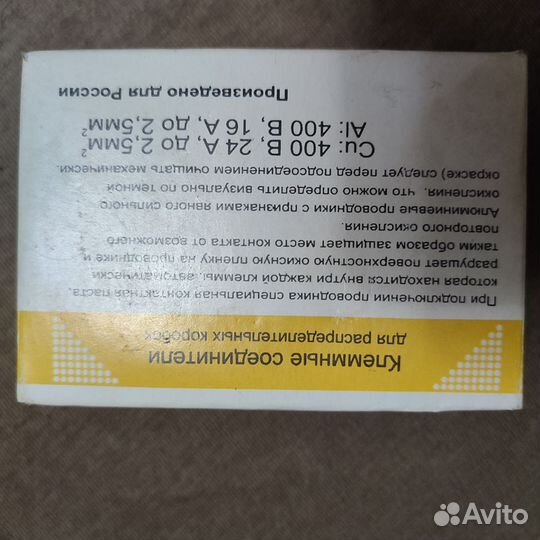 Клеммные соединители
для распределительных коробок
При подключении проводника специальная контактная паста,
которая находится внутри каждой клеммы, автоматически
разрушает поверхностную окисную пленку на проводнике и
таким образом защищает место контакта от возможного
повторного окисления.
Алюминиевые проводники с признаками явного сильного
окисления, что можно определить визуально по темной
окраске) следует перед подсоединением очищать механически.
Cu: 400 В, 24 А, до 2,5мм²
Al: 400 В, 16 А, до 2,5мм²
Произведено для России
Avito